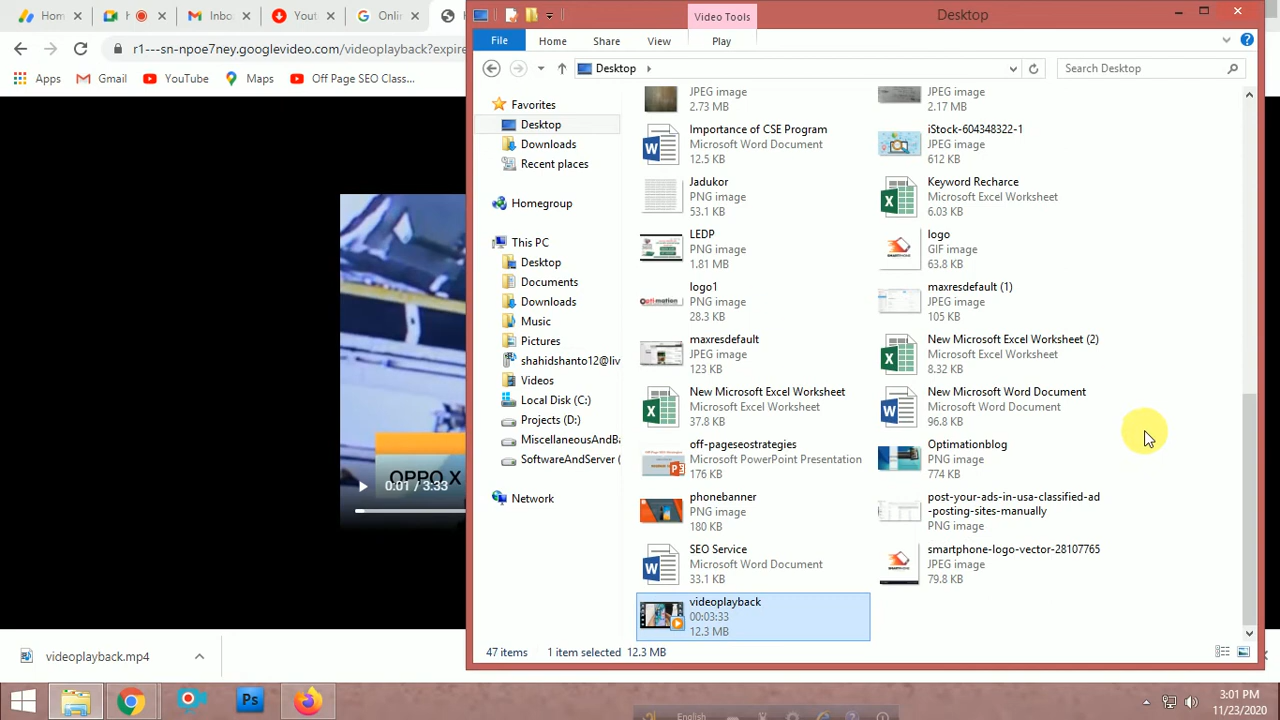 Hom
Inbo
Yout
Onli
Video Tools
Desktop
r1---sn-npoe7ney.googlevideo.com/videoplayback?expire
File
Home
Share
View
Play
Apps
Gmail
YouTube
Maps
Off Page SEO Class...
Desktop
Search Desktop
Favorites
Desktop
Downloads
Recent places
Homegroup
This PC
Desktop
Documents
Downloads
Music
Pictures
shahidshanto12@liv
Videos
Local Disk (C:)
Projects (D:)
MiscellaneousAndBa
SoftwareAndServer (
Network
JPEG image
2.73 MB
JPEG image
2.17 MB
Importance of CSE Program
Microsoft Word Document
12.5 KB
iStock-604348322-1
JPEG image
612 KB
Jadukor
PNG image
53.1 KB
Keyword Recharce
Microsoft Excel Worksheet
6.03 KB
LEDP
PNG image
1.81 MB
logo
GIF image
63.8 KB
logo1
PNG image
28.3 KB
maxresdefault (1)
JPEG image
105 KB
maxresdefault
JPEG image
123 KB
New Microsoft Excel Worksheet (2)
Microsoft Excel Worksheet
8.32 KB
New Microsoft Excel Worksheet
Microsoft Excel Worksheet
37.8 KB
New Microsoft Word Document
Microsoft Word Document
96.8 KB
off-pageseostrategies
Microsoft PowerPoint Presentation
176 KB
Optimationblog
PNG image
774 KB
phonebanner
PNG image
180 KB
post-your-ads-in-usa-classified-ad
-posting-sites-manually
PNG image
SEO Service
Microsoft Word Document
33.1 KB
smartphone-logo-vector-28107765
JPEG image
79.8 KB
videoplayback
00:03:33
12.3 MB
OPPO X
0:01 / 3:33
47 items
1 item selected 12.3 MB
videoplayback.mp4
Ps
English
3:01 PM
11/23/2020